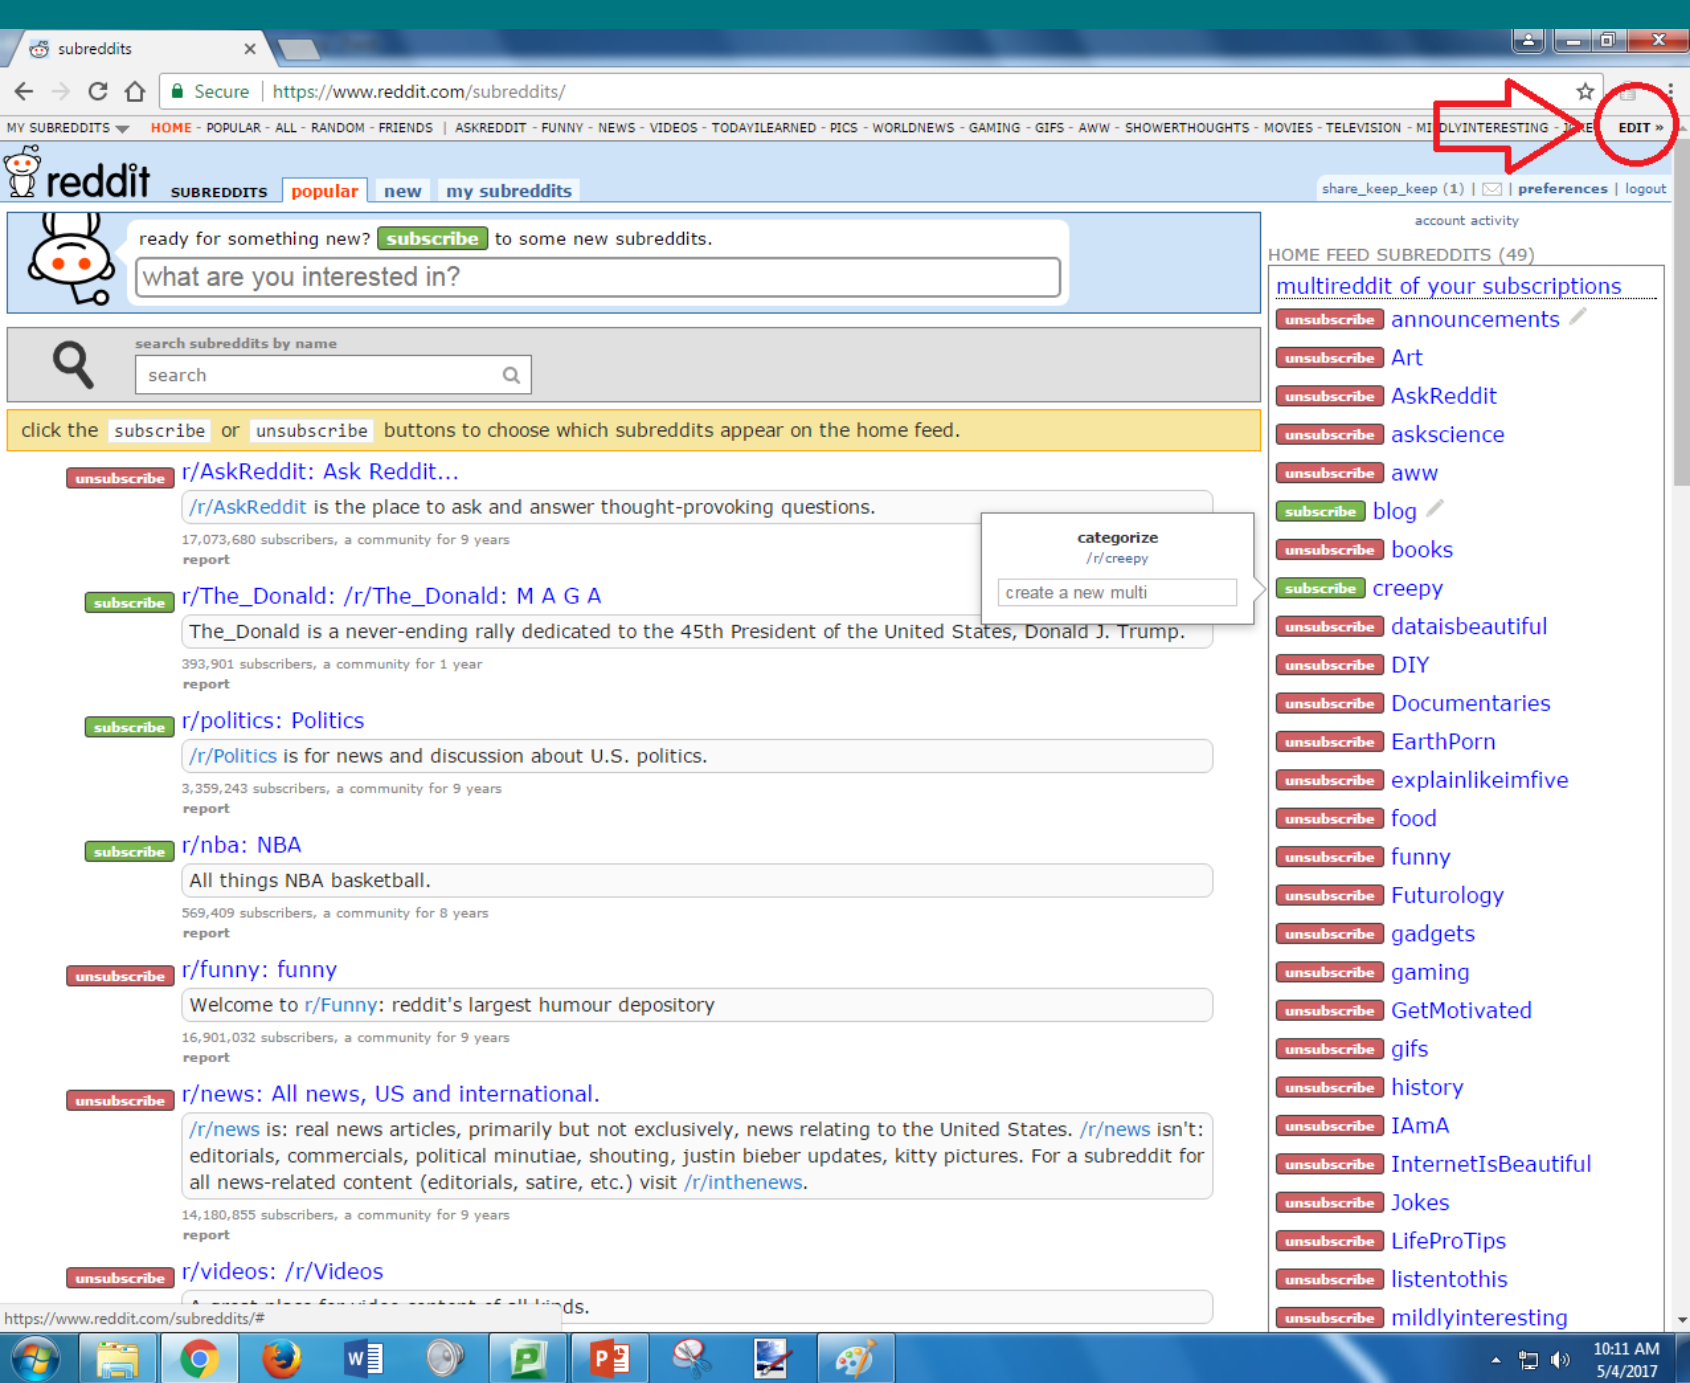 subreddits
Secure | https://www.reddit.com/subreddits/
MY SUBREDDITS HOME - POPULAR - ALL - RANDOM - FRIENDS | ASKREDDIT - FUNNY - NEWS - VIDEOS - TODAYILEARNED - PICS - WORLDNEWS - GAMING - GIFS - AWW - SHOWERTHOUGHTS - MOVIES - TELEVISION - EDIT »
reddit SUBREDDITS popular new my subreddits
share_keep_keep (1) | | preferences | logout
ready for something new? subscribe to some new subreddits.
what are you interested in?
search subreddits by name
search
click the subscribe or unsubscribe buttons to choose which subreddits appear on the home feed.
unsubscribe r/AskReddit: Ask Reddit...
/r/AskReddit is the place to ask and answer thought-provoking questions.
17,073,680 subscribers, a community for 9 years
report
subscribe r/The_Donald: /r/The_Donald: M A G A
The_Donald is a never-ending rally dedicated to the 45th President of the United States, Donald J. Trump.
393,901 subscribers, a community for 1 year
report
subscribe r/politics: Politics
/r/Politics is for news and discussion about U.S. politics.
3,359,243 subscribers, a community for 9 years
report
subscribe r/nba: NBA
All things NBA basketball.
569,409 subscribers, a community for 8 years
report
unsubscribe r/funny: funny
Welcome to r/Funny: reddit's largest humour depository
16,901,032 subscribers, a community for 9 years
report
unsubscribe r/news: All news, US and international.
/r/news is: real news articles, primarily but not exclusively, news relating to the United States. /r/news isn't:
editorials, commercials, political minutiae, shouting, justin bieber updates, kitty pictures. For a subreddit for
all news-related content (editorials, satire, etc.) visit /r/inthenews.
14,180,855 subscribers, a community for 9 years
report
unsubscribe r/videos: /r/Videos
https://www.reddit.com/subreddits/#
categorize
/r/creepy
create a new multi
account activity
HOME FEED SUBREDDITS (49)
multireddit of your subscriptions
unsubscribe announcements
unsubscribe Art
unsubscribe AskReddit
unsubscribe askscience
unsubscribe aww
subscribe blog
unsubscribe books
subscribe creepy
unsubscribe dataisbeautiful
unsubscribe DIY
unsubscribe Documentaries
unsubscribe EarthPorn
unsubscribe explainlikeimfive
unsubscribe food
unsubscribe funny
unsubscribe Futurology
unsubscribe gadgets
unsubscribe gaming
unsubscribe GetMotivated
unsubscribe gifs
unsubscribe history
unsubscribe IAmA
unsubscribe InternetIsBeautiful
unsubscribe Jokes
unsubscribe LifeProTips
unsubscribe listentothis
unsubscribe mildlyinteresting
10:11 AM
5/4/2017